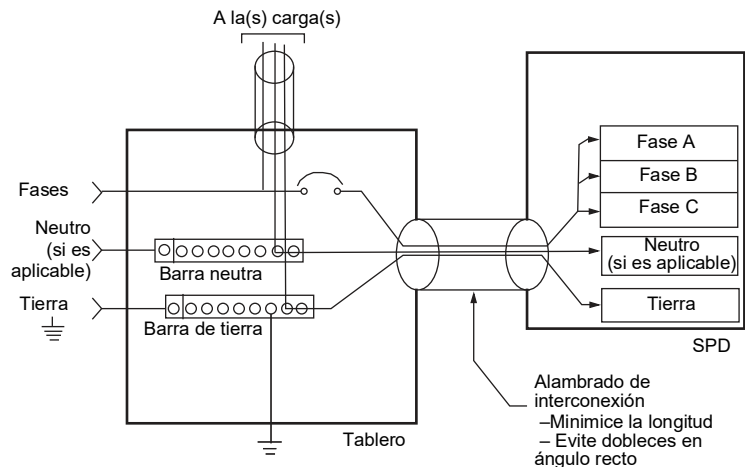 A la(s) carga(s)
Fases
Neutro
(si es
aplicable)
Tierra
Barra neutra
Barra de tierra
Tablero
Fase A
Fase B
Fase C
Neutro
(si es aplicable)
Tierra
SPD
Alambrado de
interconexión
–Minimice la longitud
– Evite dobleces en
ángulo recto